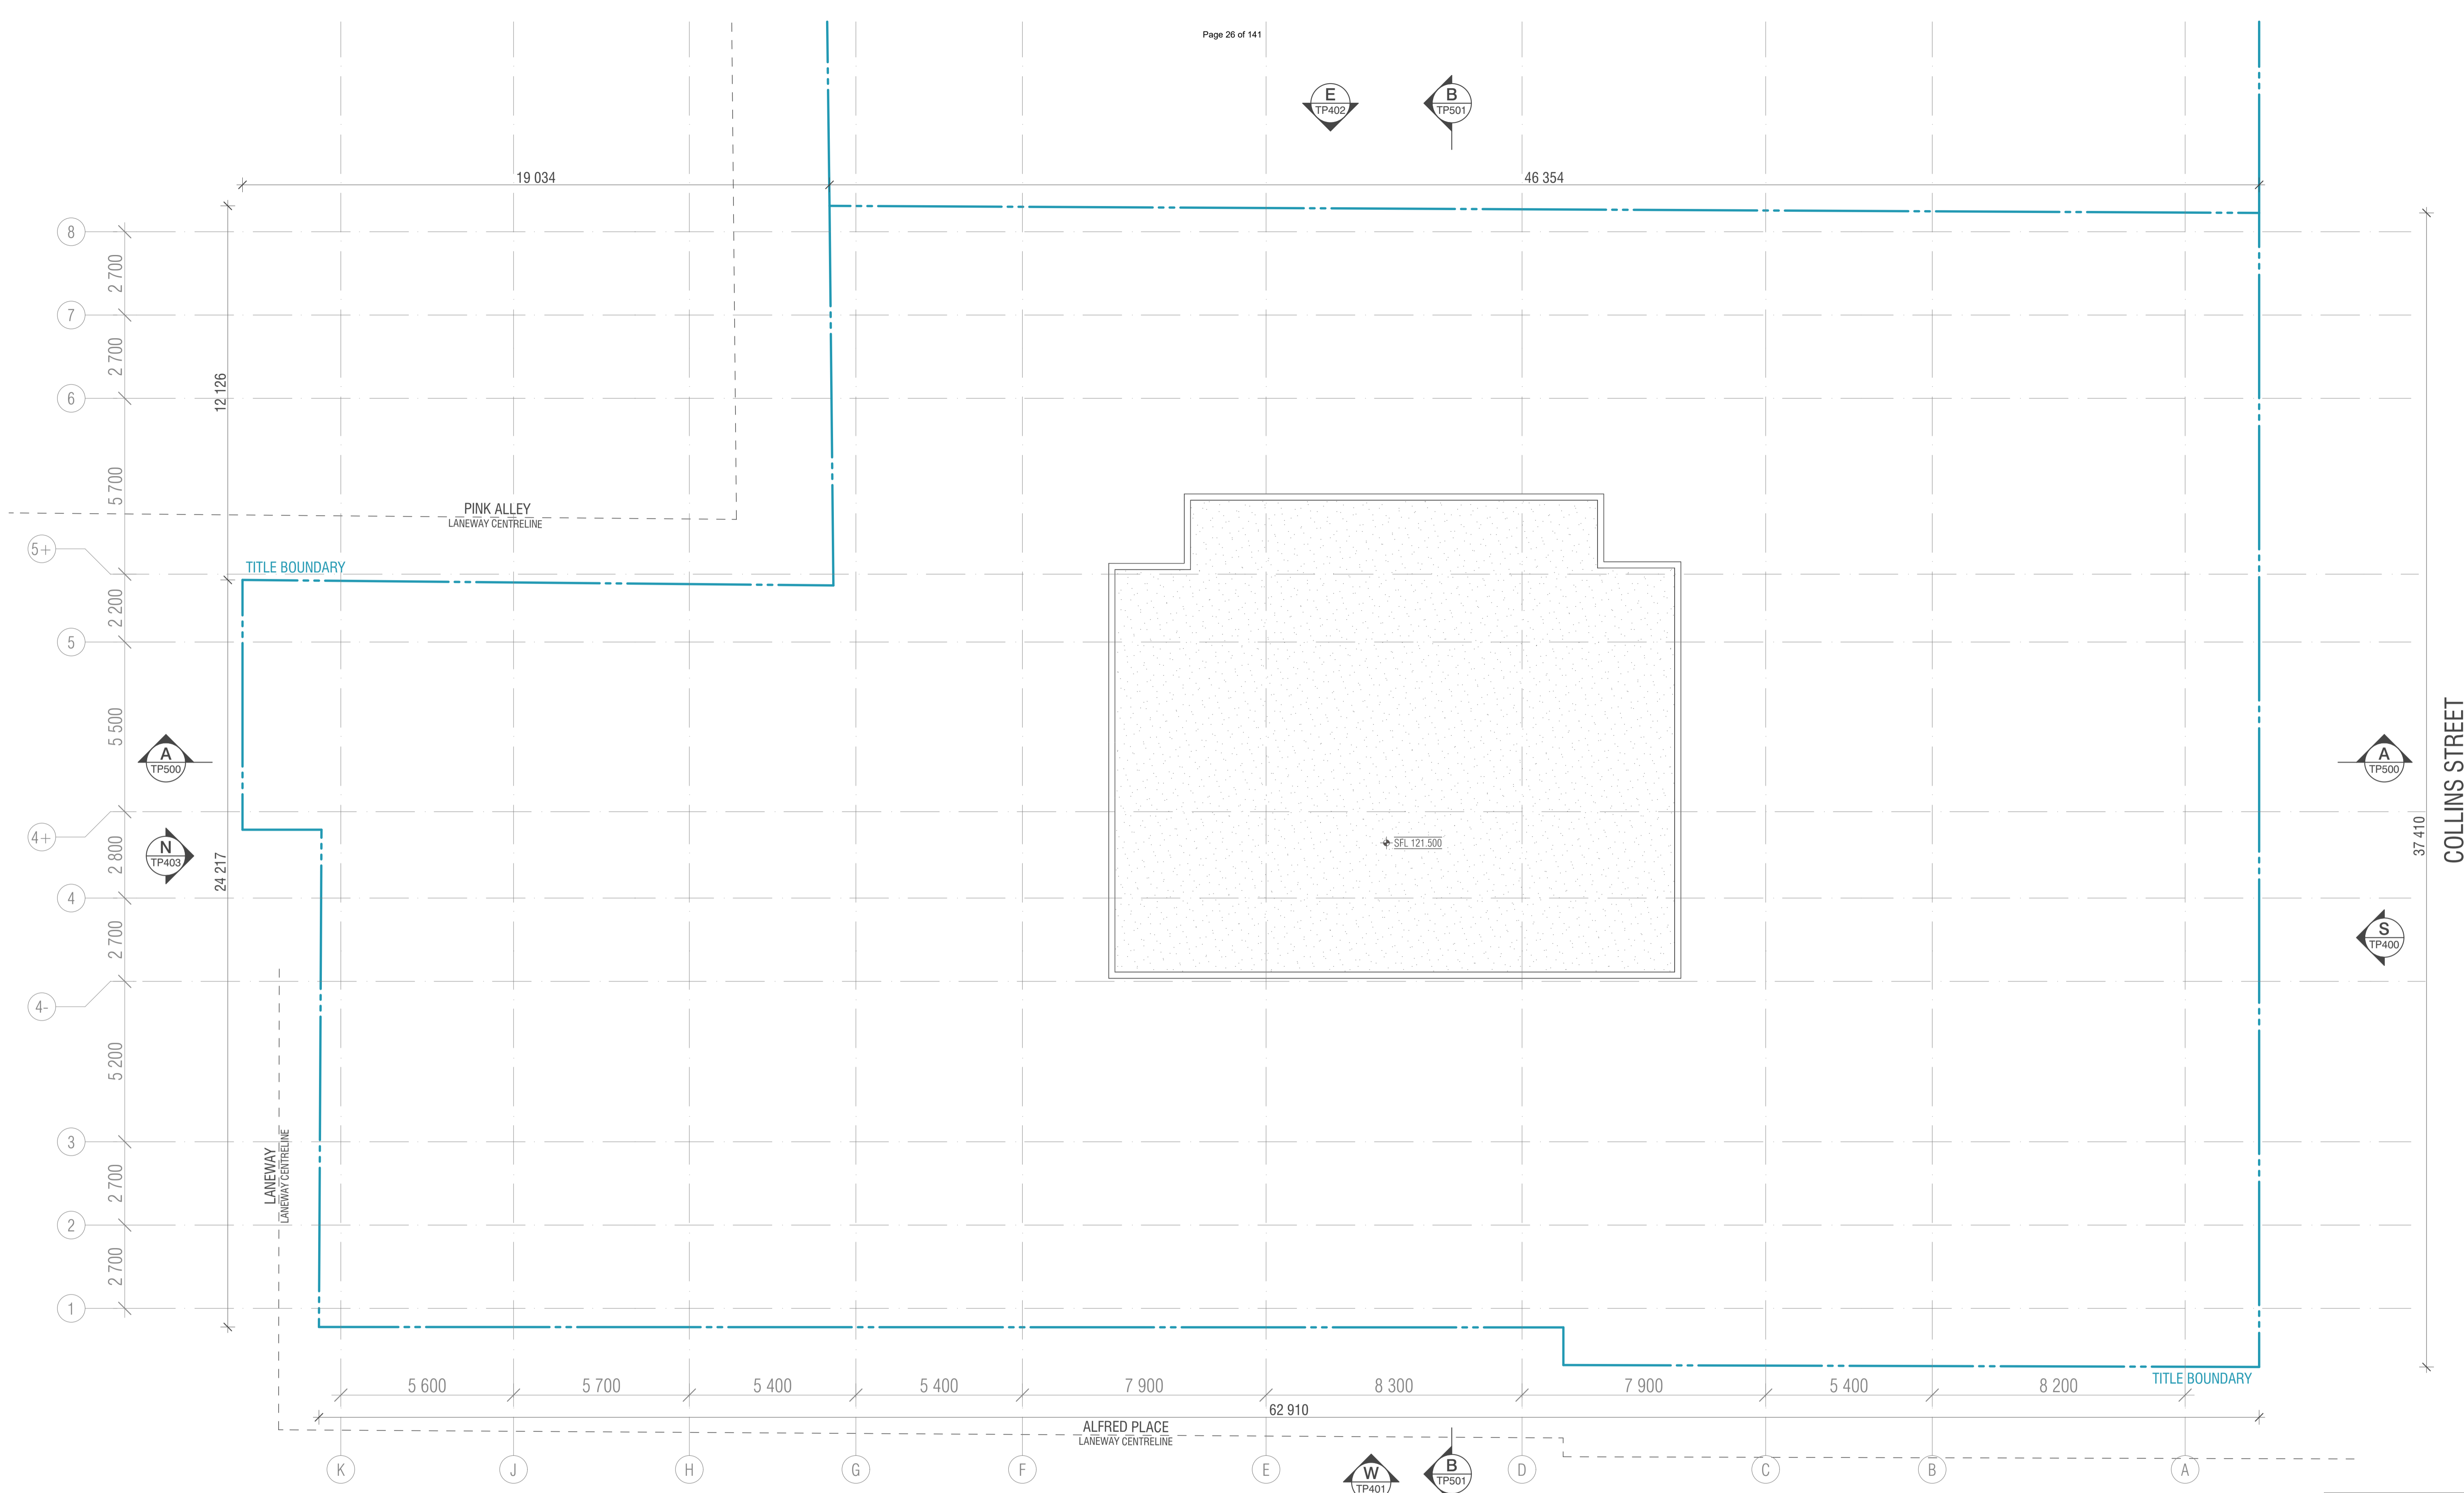 Page 26 of 141
E
TP402
B
TP501
19 034
46 354
8
2 700
7
2 700
6
12 126
5 700
PINK ALLEY
LANEWAY CENTRELINE
5+
TITLE BOUNDARY
2 200
5
5 500
A
TP500
A
TP500
COLLINS STREET
4+
2 800
N
TP403
24 217
SFL 121.500
37 410
4
2 700
S
TP400
4-
5 200
3
LANEWAY
LANEWAY CENTRELINE
2 700
2
2 700
1
TITLE BOUNDARY
5 600
5 700
5 400
5 400
7 900
8 300
7 900
5 400
8 200
62 910
ALFRED PLACE
LANEWAY CENTRELINE
K
J
H
G
F
E
W
TP401
B
TP501
D
C
B
A